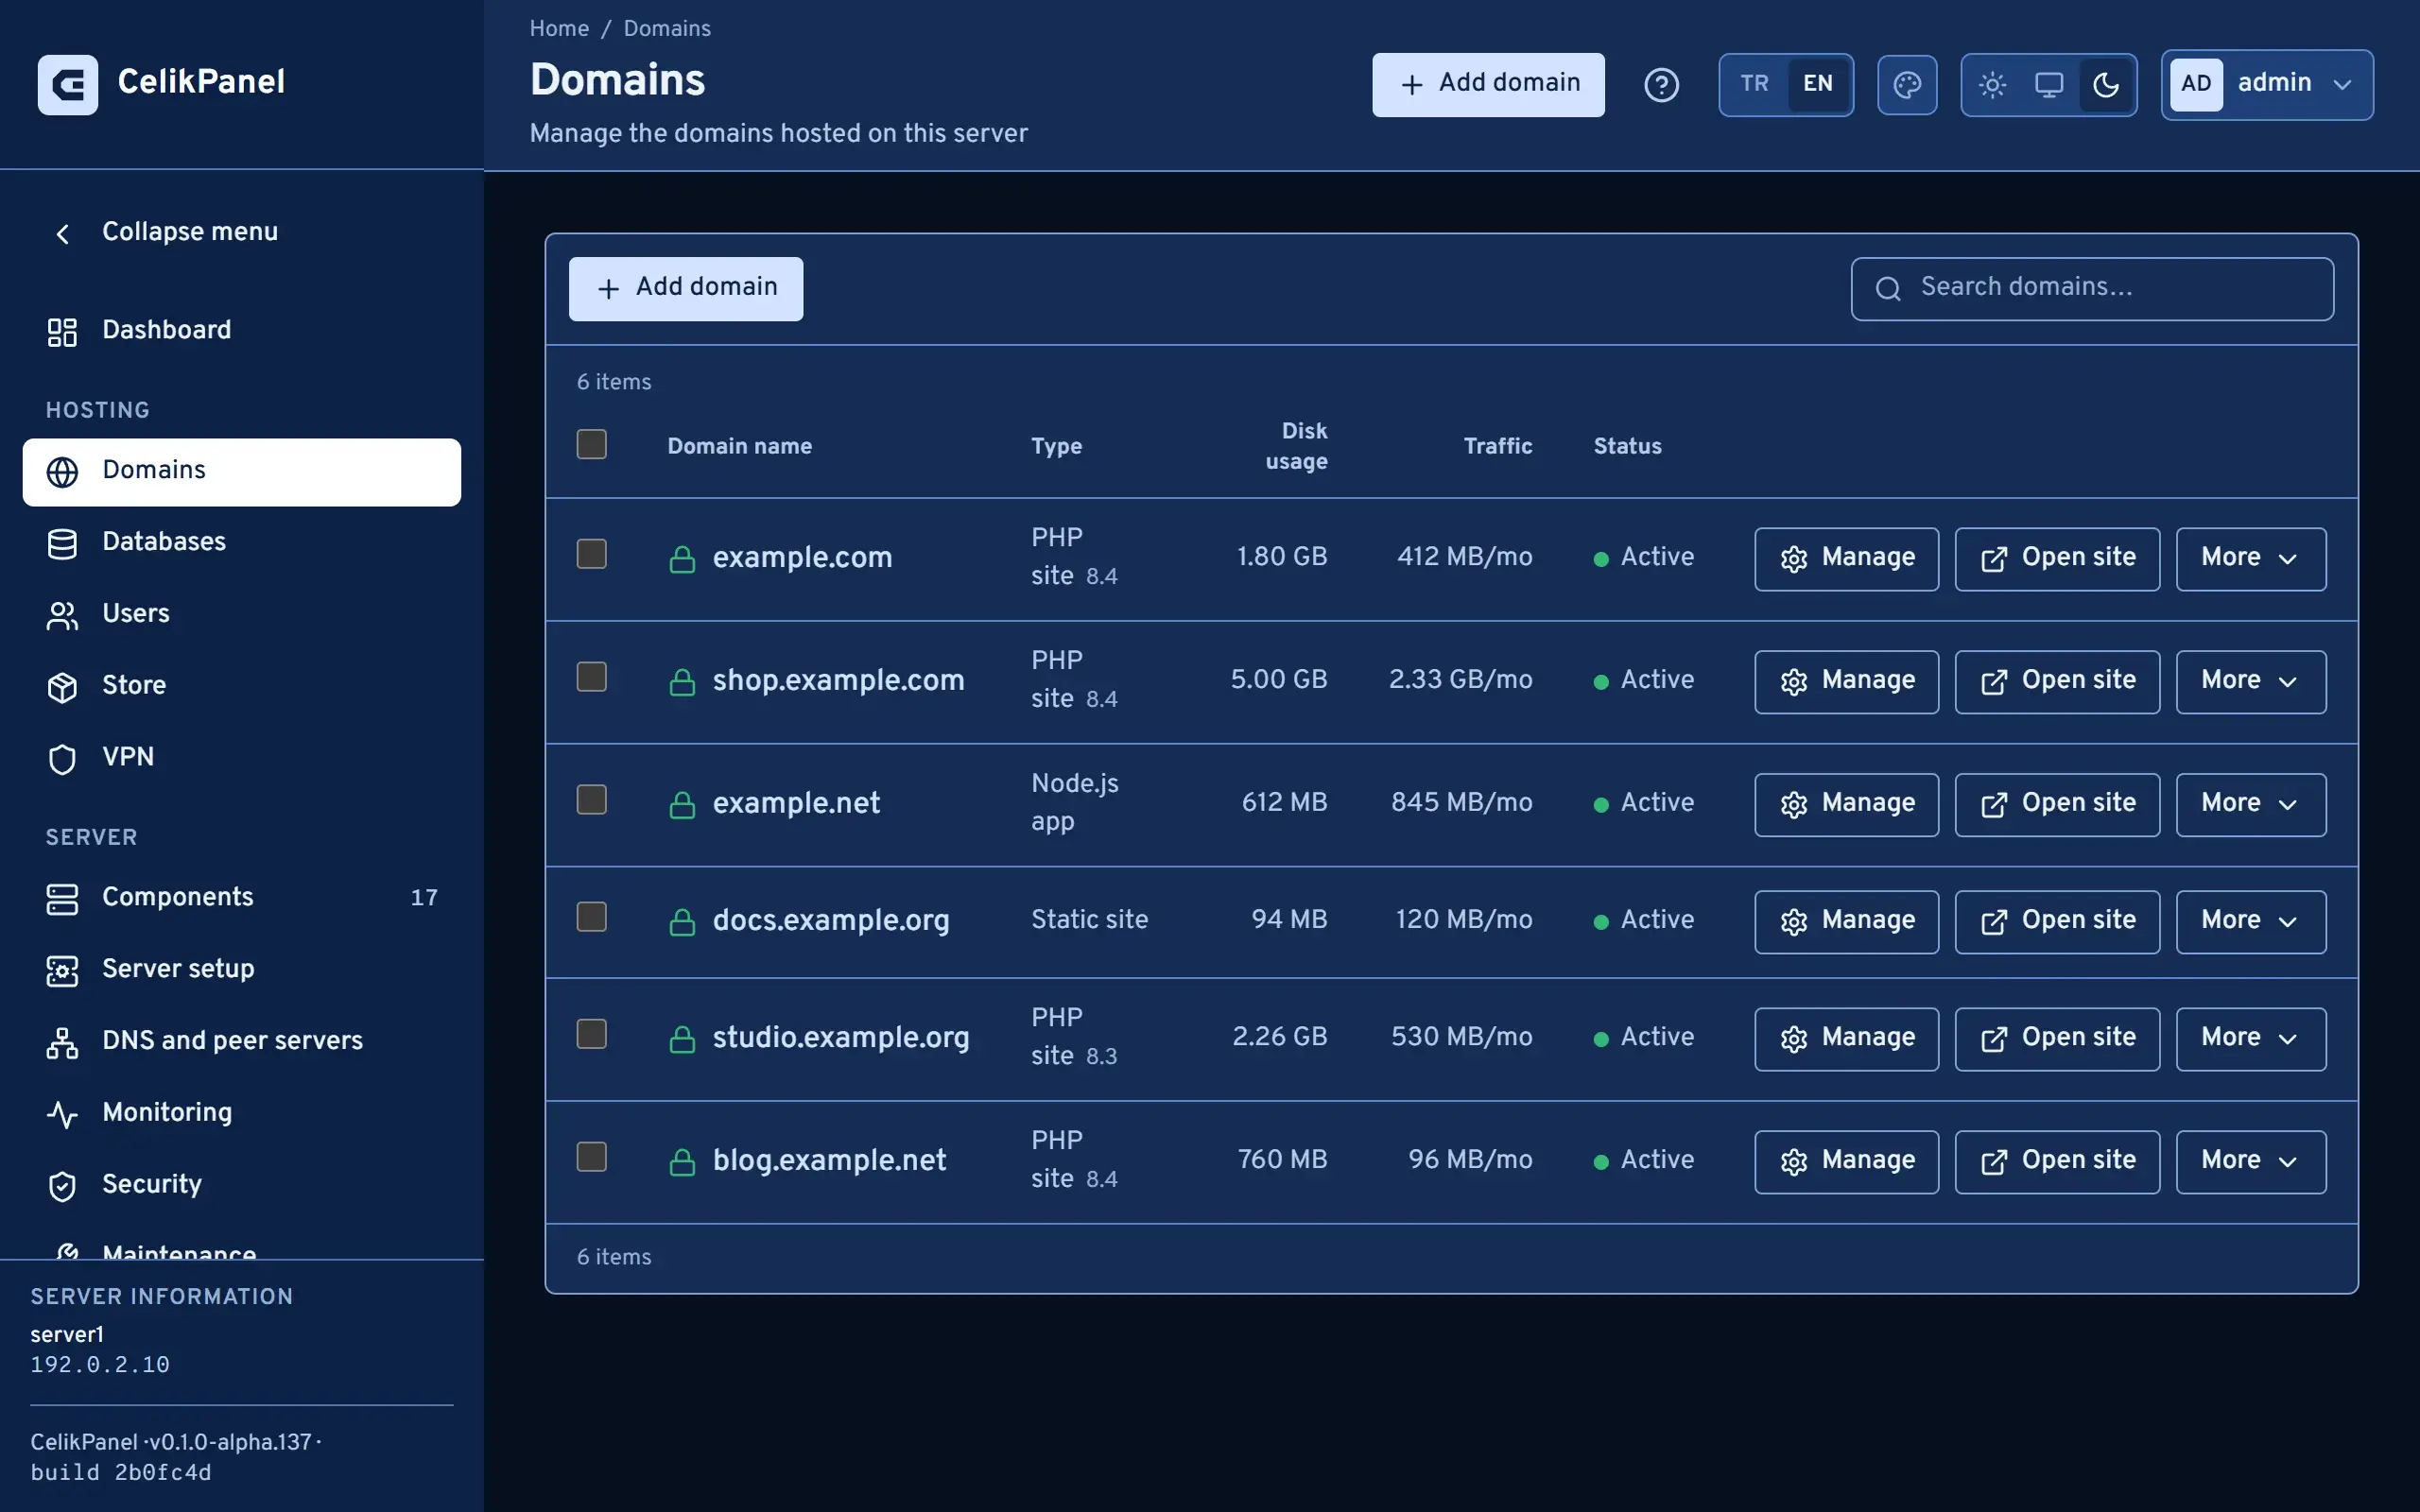 CelikPanel
Collapse menu
Dashboard
HOSTING
Domains
Databases
Users
Store
VPN
SERVER
Components 17
Server setup
DNS and peer servers
Monitoring
Security
Maintenance
SERVER INFORMATION
server1
192.0.2.10
CelikPanel ·v0.1.0-alpha.137·
build 2b0fc4d
Home / Domains
Domains
Manage the domains hosted on this server
Add domain
TR EN
AD admin
Add domain
Search domains...
6 items
Domain name Type Disk usage Traffic Status
example.com PHP site 8.4 1.80 GB 412 MB/mo Active Manage Open site More
shop.example.com PHP site 8.4 5.00 GB 2.33 GB/mo Active Manage Open site More
example.net Node.js app 612 MB 845 MB/mo Active Manage Open site More
docs.example.org Static site 94 MB 120 MB/mo Active Manage Open site More
studio.example.org PHP site 8.3 2.26 GB 530 MB/mo Active Manage Open site More
blog.example.net PHP site 8.4 760 MB 96 MB/mo Active Manage Open site More
6 items